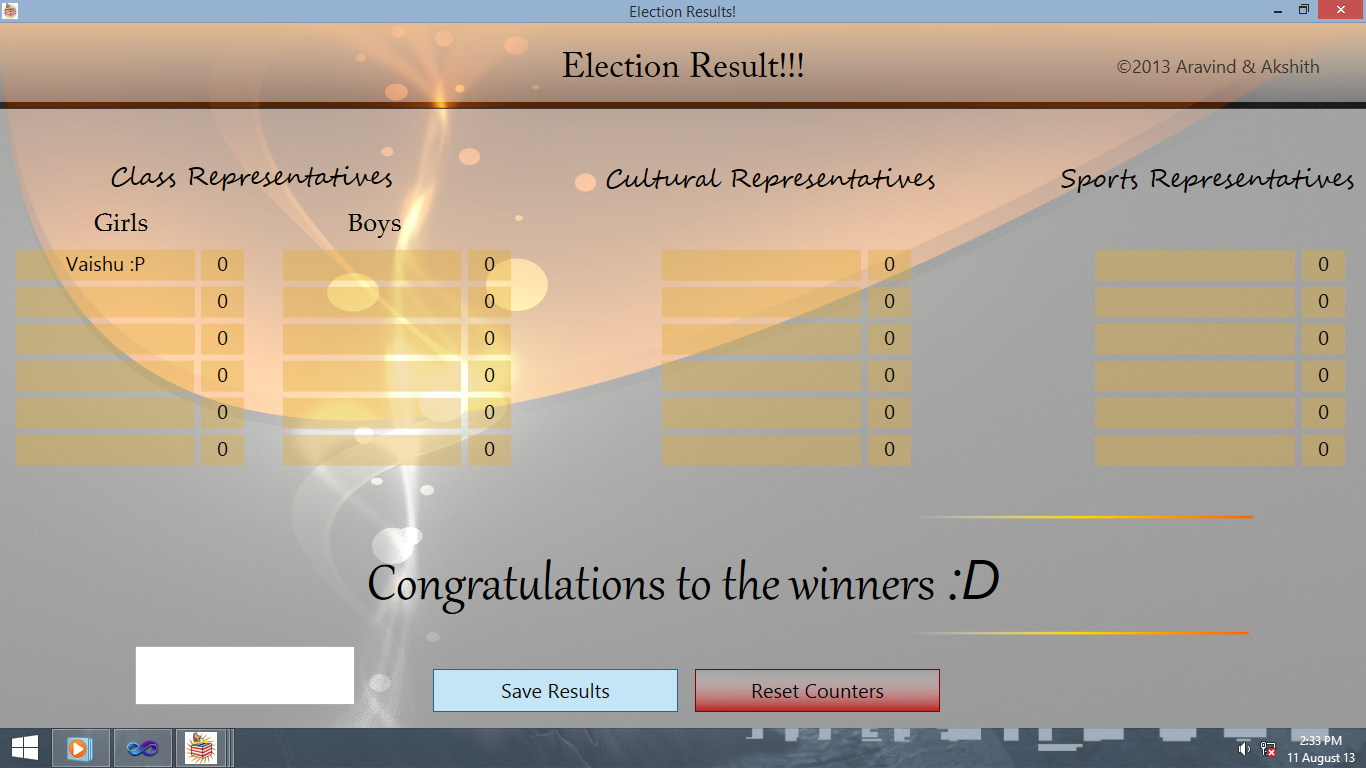 Election Results!
Election Result!!!
©2013 Aravind & Akshith
Class Representatives
Cultural Representatives
Sports Representatives
Girls
Boys
Vaishu :P 0 0 0 0
0 0 0 0
0 0 0 0
0 0 0 0
0 0 0 0
0 0 0 0
Congratulations to the winners :D
Save Results
Reset Counters
2:33 PM
11 August 13